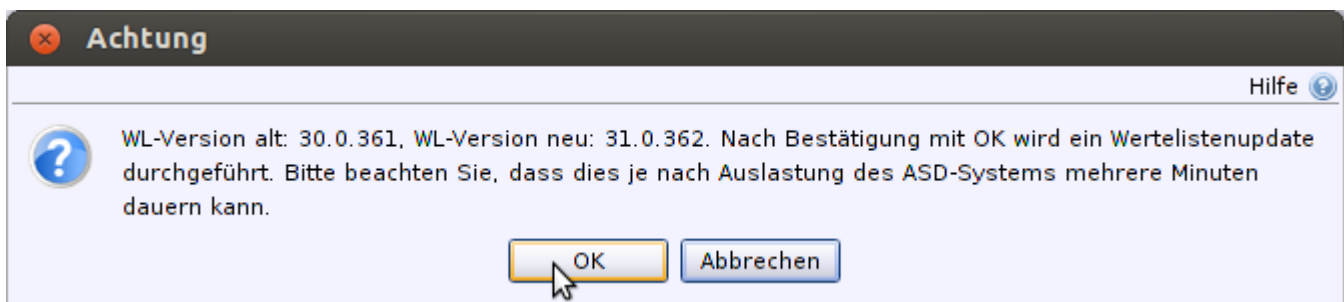 Achtung
Hilfe
WL-Version alt: 30.0.361, WL-Version neu: 31.0.362. Nach Bestätigung mit OK wird ein Wertelistenupdate
durchgeführt. Bitte beachten Sie, dass dies je nach Auslastung des ASD-Systems mehrere Minuten
dauern kann.
OK Abbrechen